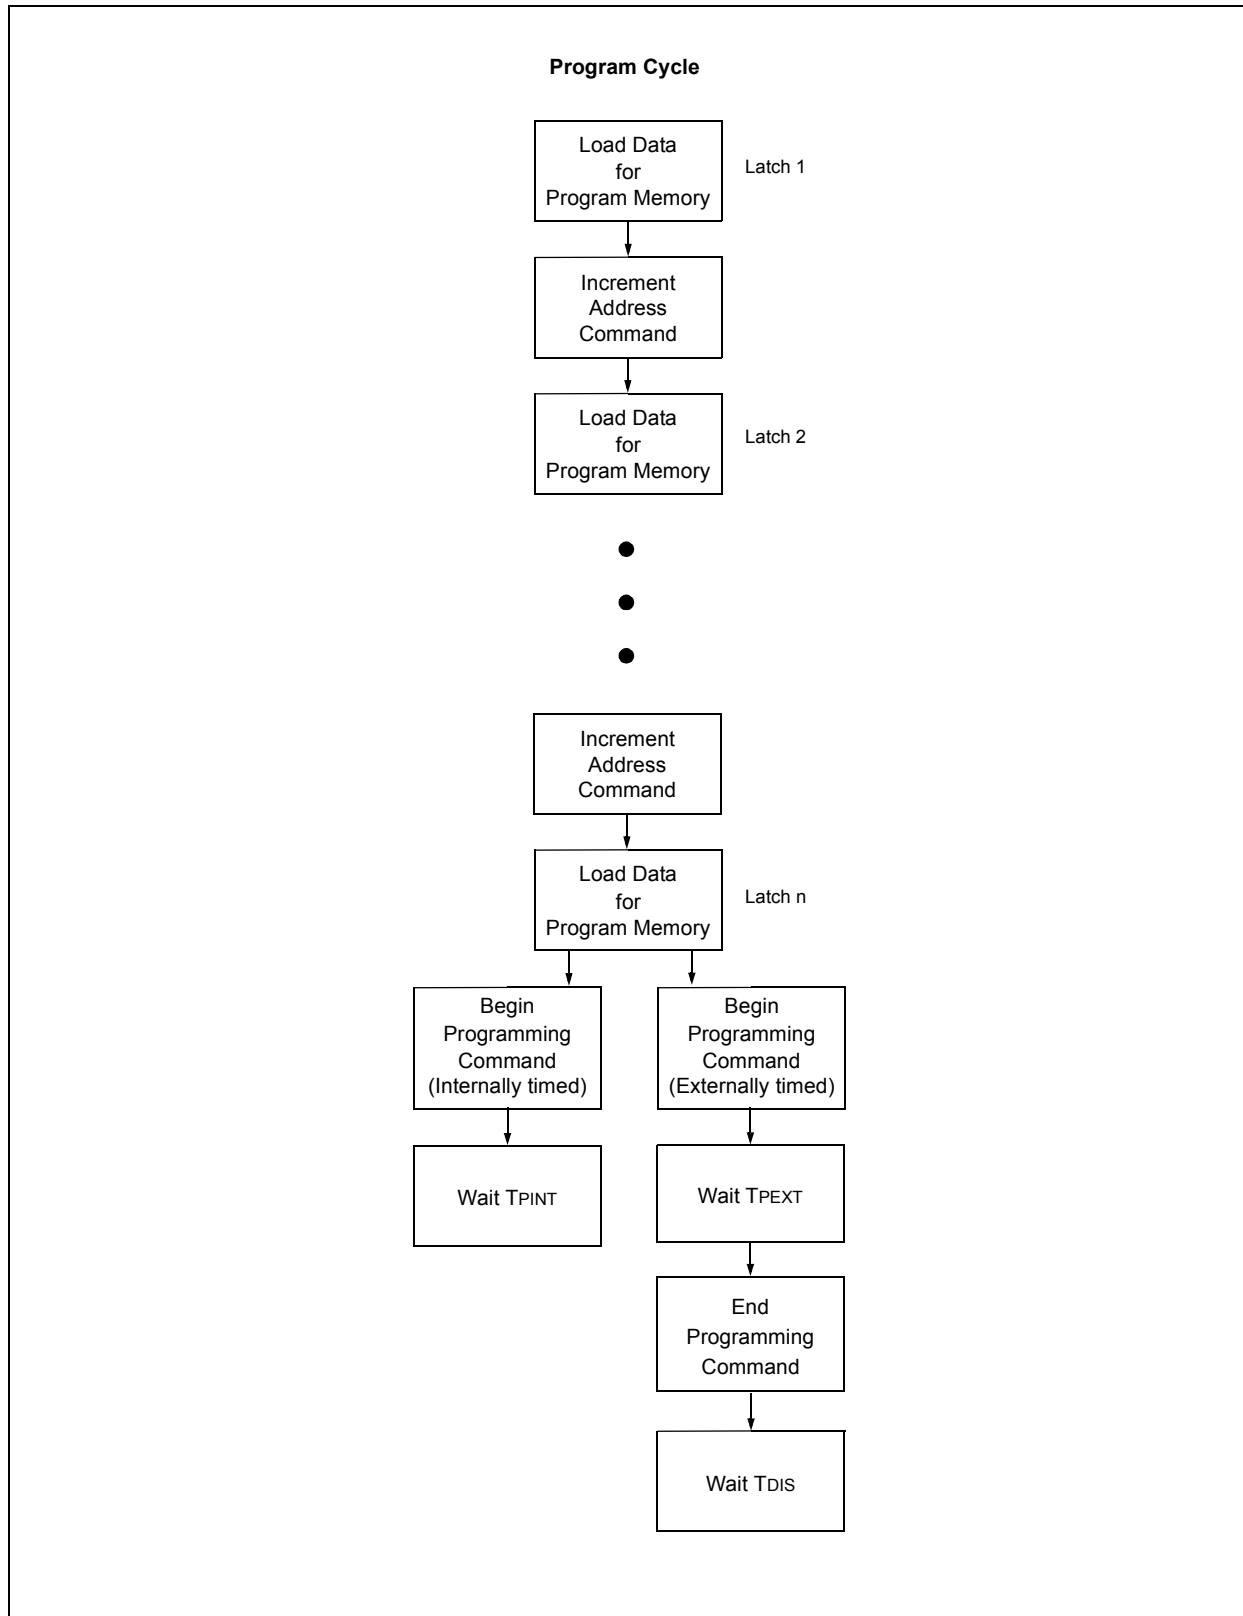 Program Cycle
Load Data
for
Program Memory
Latch 1
Increment
Address
Command
Load Data
for
Program Memory
Latch 2
Increment
Address
Command
Load Data
for
Program Memory
Latch n
Begin
Programming
Command
(Internally timed)
Begin
Programming
Command
(Externally timed)
Wait TPINT
Wait TPEXT
End
Programming
Command
Wait TDIS